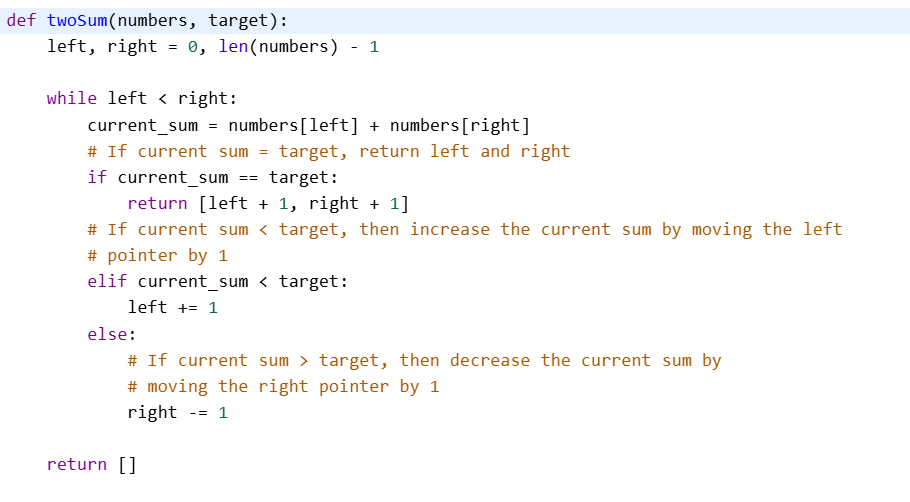 def twoSum(numbers, target):
    left, right = 0, len(numbers) - 1

    while left < right:
        current_sum = numbers[left] + numbers[right]
        # If current sum = target, return left and right
        if current_sum == target:
            return [left + 1, right + 1]
        # If current sum < target, then increase the current sum by moving the left
        # pointer by 1
        elif current_sum < target:
            left += 1
        else:
            # If current sum > target, then decrease the current sum by
            # moving the right pointer by 1
            right -= 1

    return []